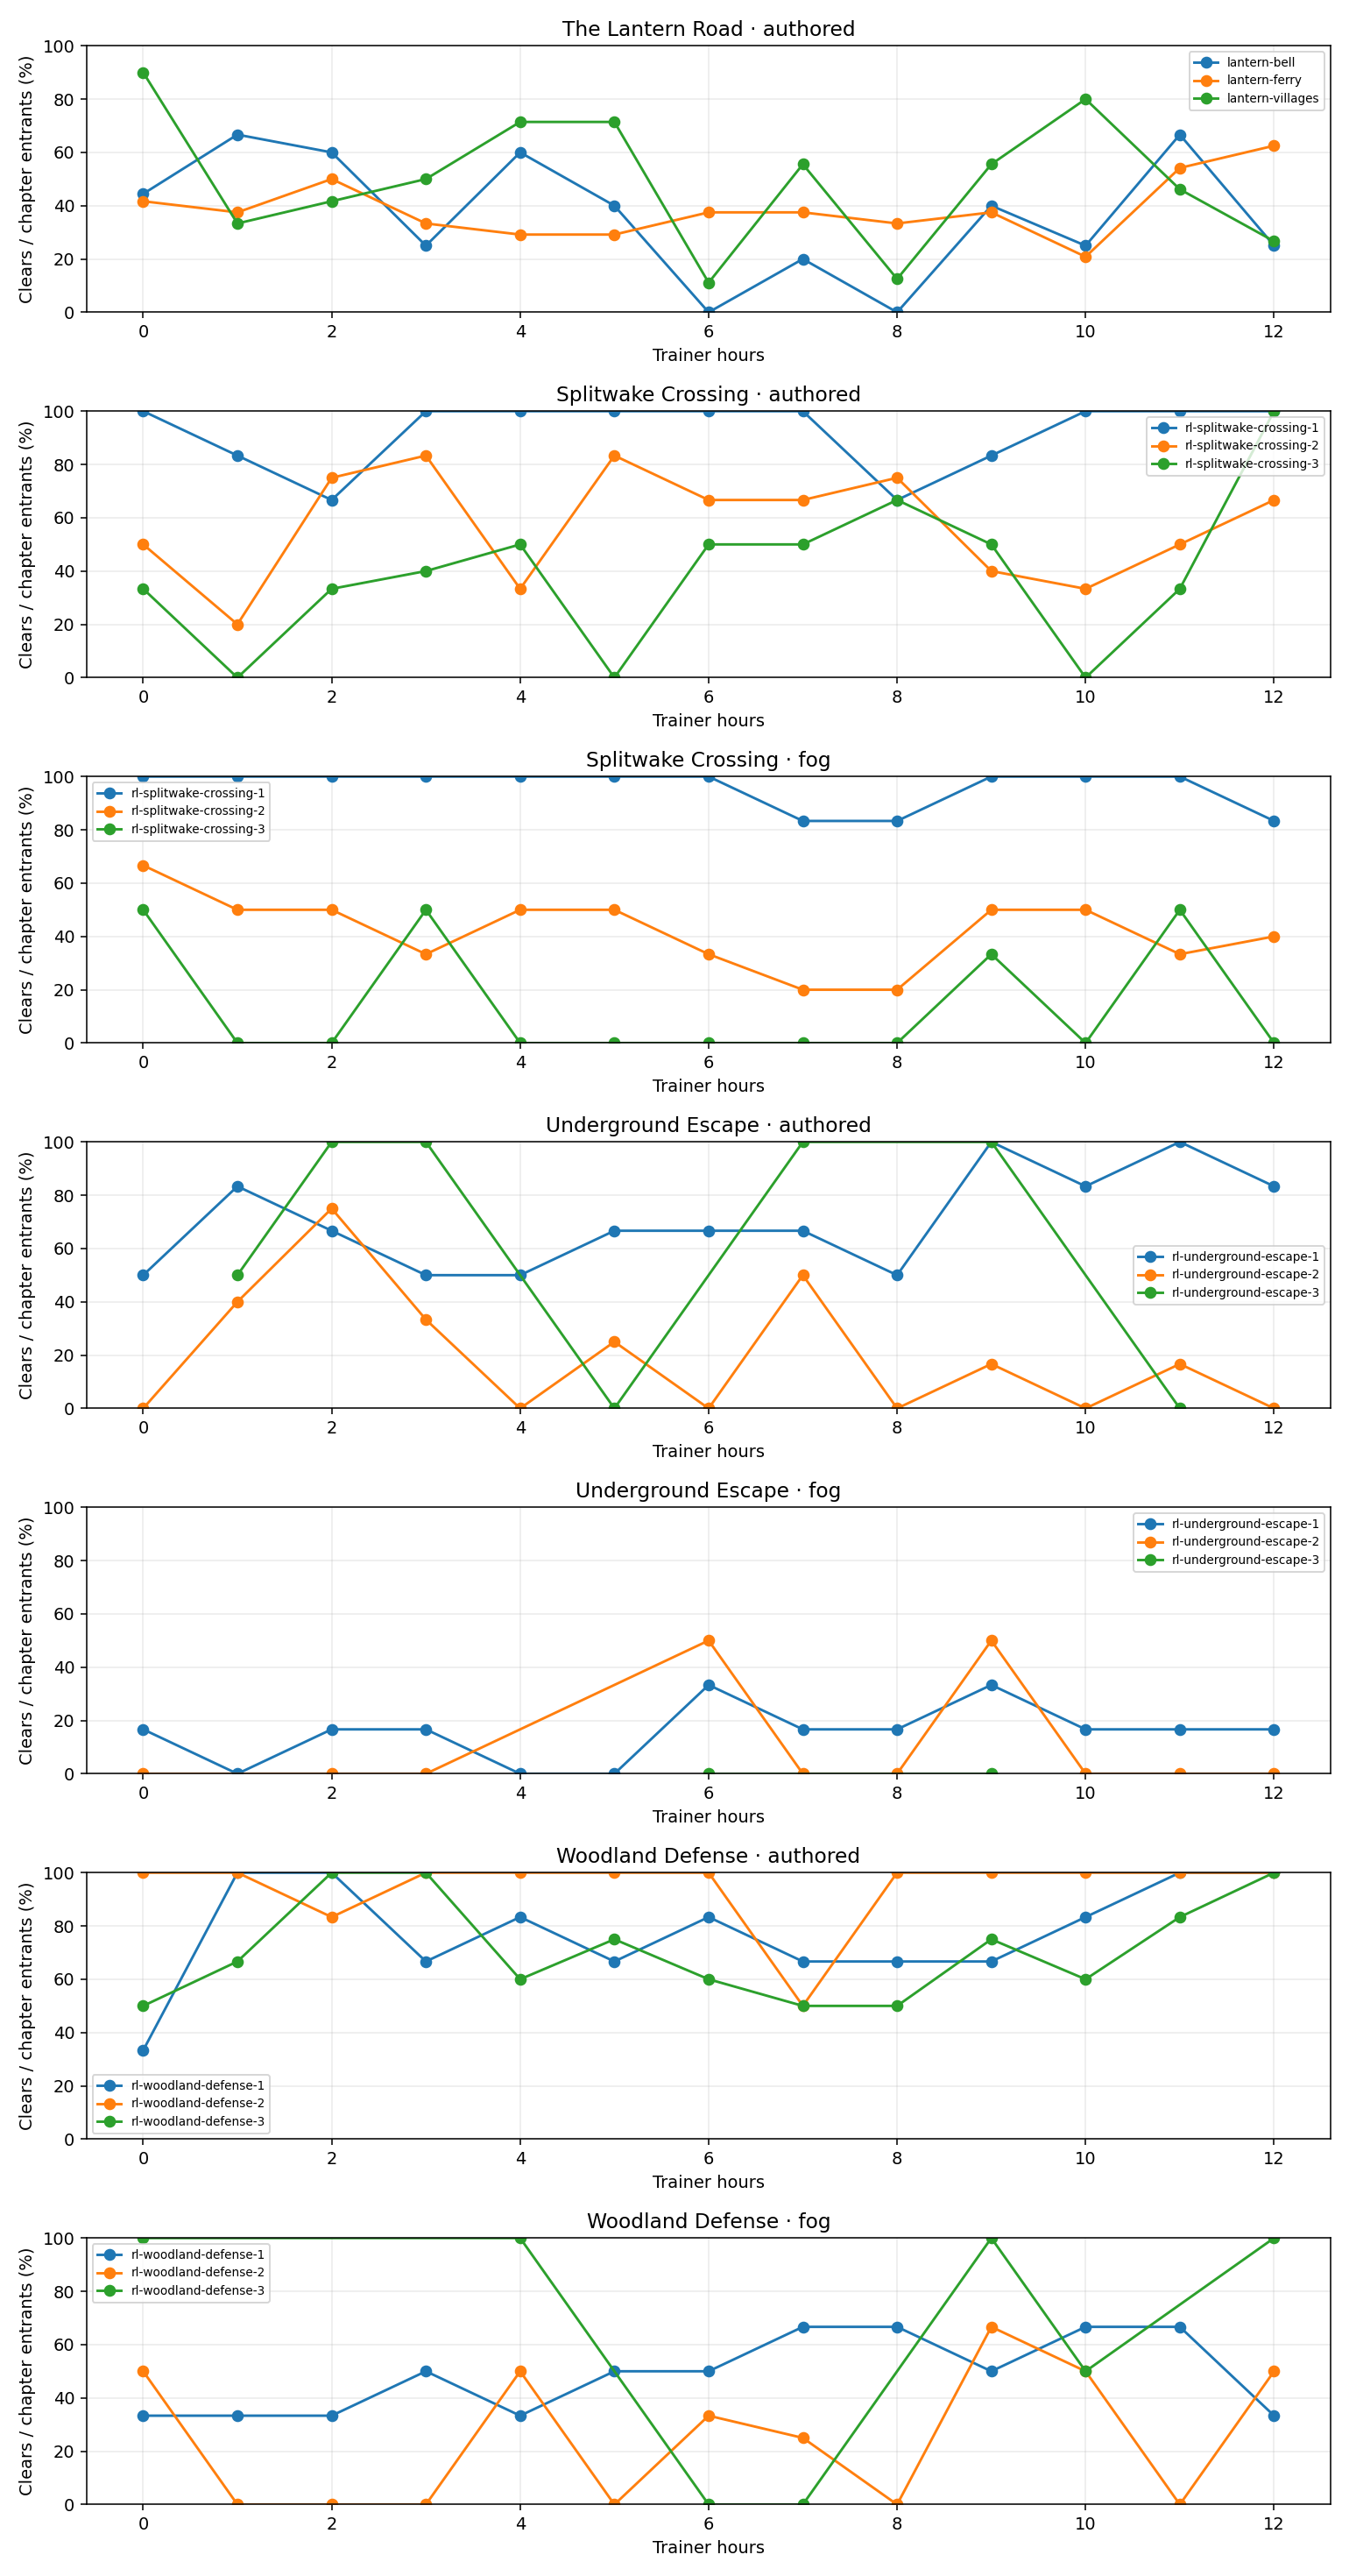 The Lantern Road · authored
Clears / chapter entrants (%)
100
80
60
40
20
0
lantern-bell
lantern-ferry
lantern-villages
0 2 4 6 8 10 12
Trainer hours
Splitwake Crossing · authored
Clears / chapter entrants (%)
100
80
60
40
20
0
rl-splitwake-crossing-1
rl-splitwake-crossing-2
rl-splitwake-crossing-3
0 2 4 6 8 10 12
Trainer hours
Splitwake Crossing · fog
Clears / chapter entrants (%)
100
80
60
40
20
0
rl-splitwake-crossing-1
rl-splitwake-crossing-2
rl-splitwake-crossing-3
0 2 4 6 8 10 12
Trainer hours
Underground Escape · authored
Clears / chapter entrants (%)
100
80
60
40
20
0
rl-underground-escape-1
rl-underground-escape-2
rl-underground-escape-3
0 2 4 6 8 10 12
Trainer hours
Underground Escape · fog
Clears / chapter entrants (%)
100
80
60
40
20
0
rl-underground-escape-1
rl-underground-escape-2
rl-underground-escape-3
0 2 4 6 8 10 12
Trainer hours
Woodland Defense · authored
Clears / chapter entrants (%)
100
80
60
40
20
0
rl-woodland-defense-1
rl-woodland-defense-2
rl-woodland-defense-3
0 2 4 6 8 10 12
Trainer hours
Woodland Defense · fog
Clears / chapter entrants (%)
100
80
60
40
20
0
rl-woodland-defense-1
rl-woodland-defense-2
rl-woodland-defense-3
0 2 4 6 8 10 12
Trainer hours